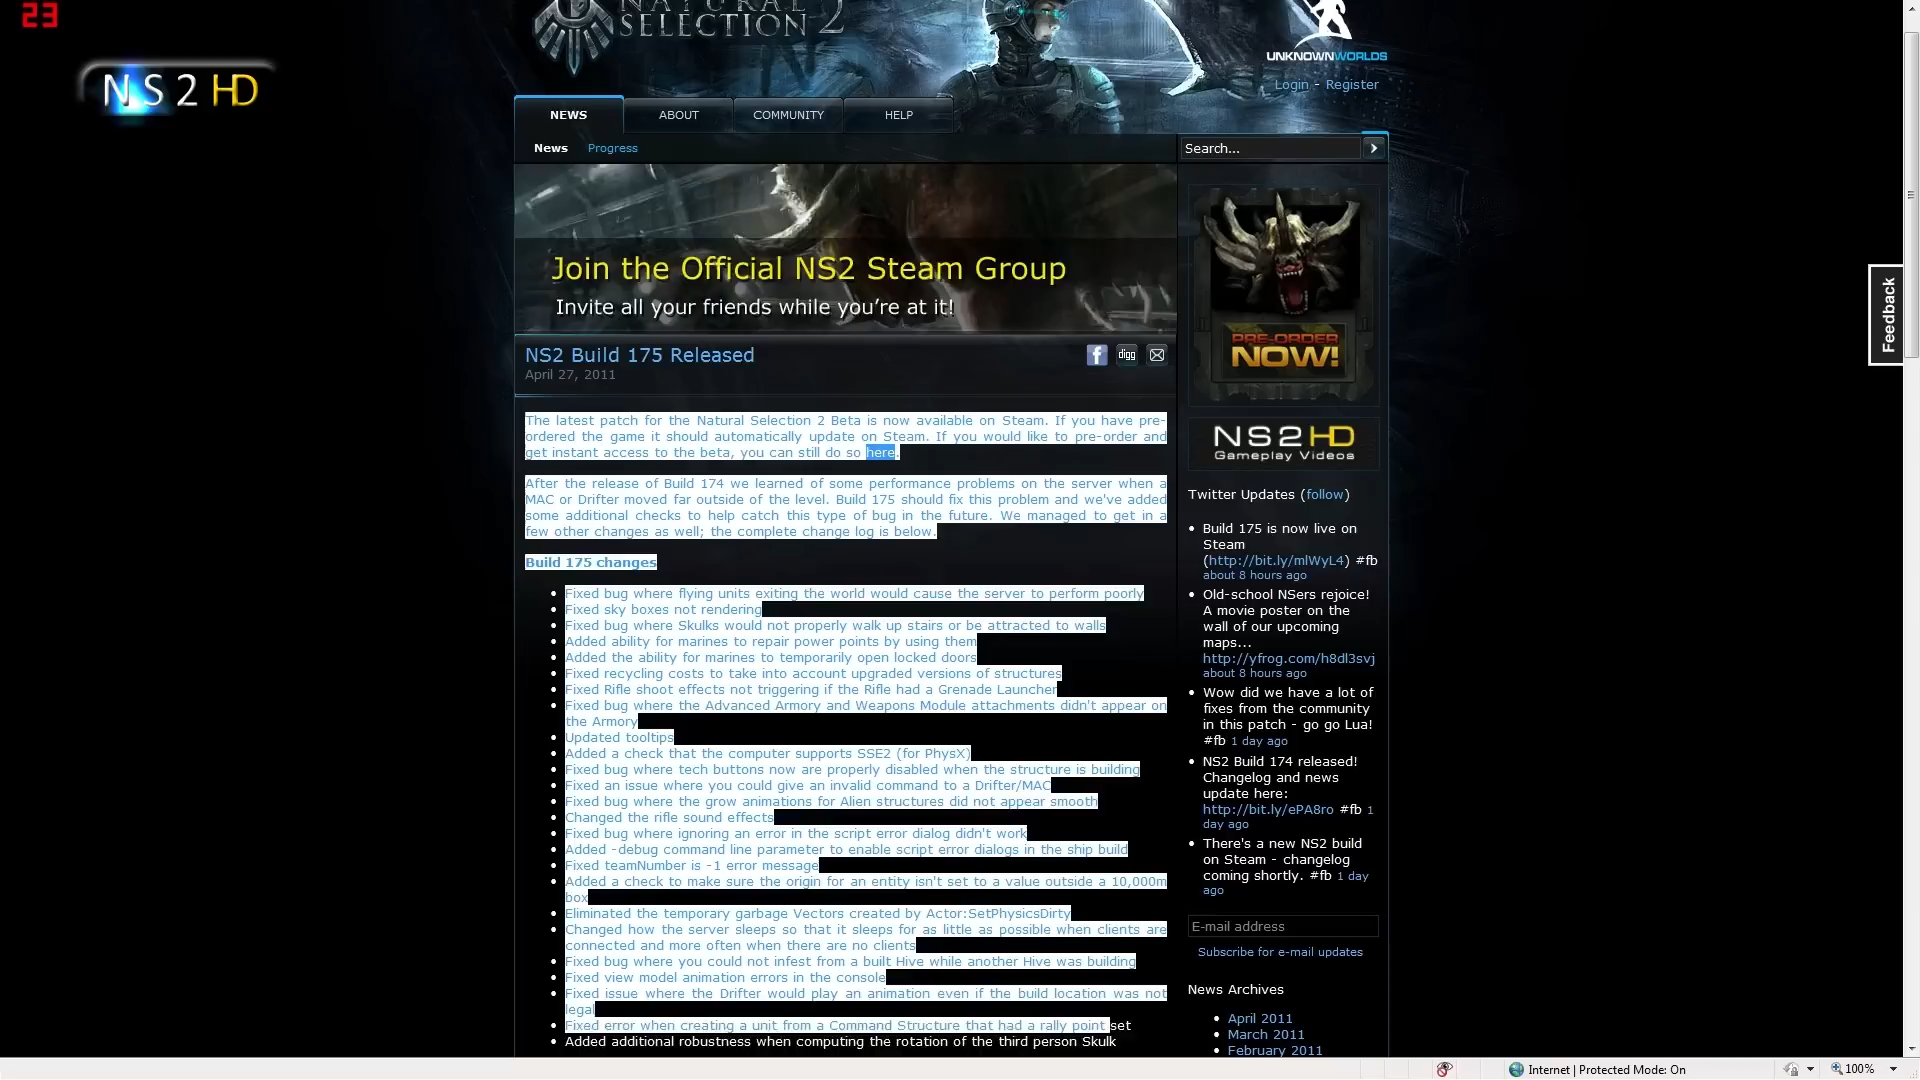 23
NATURAL
SELECTION 2
NS2HD
UNKNOWNWORLDS
Login - Register
NEWS
ABOUT
COMMUNITY
HELP
News
Progress
Search...
Join the Official NS2 Steam Group
Invite all your friends while you're at it!
NS2 Build 175 Released
digg
April 27, 2011
The latest patch for the Natural Selection 2 Beta is now available on Steam. If you have pre-
ordered the game it should automatically update on Steam. If you would like to pre-order and
get instant access to the beta, you can still do so here.
After the release of Build 174 we learned of some performance problems on the server when a
MAC or Drifter moved far outside of the level. Build 175 should fix this problem and we've added
some additional checks to help catch this type of bug in the future. We managed to get in a
few other changes as well; the complete change log is below.
Build 175 changes
Fixed bug where flying units exiting the world would cause the server to perform poorly
Fixed sky boxes not rendering
Fixed bug where Skulks would not properly walk up stairs or be attracted to walls
Added ability for marines to repair power points by using them
Added the ability for marines to temporarily open locked doors
Fixed recycling costs to take into account upgraded versions of structures
Fixed Rifle shoot effects not triggering if the Rifle had a Grenade Launcher
Fixed bug where the Advanced Armory and Weapons Module attachments didn't appear on
the Armory
Updated tooltips
Added a check that the computer supports SSE2 (for PhysX)
Fixed bug where tech buttons now are properly disabled when the structure is building
Fixed an issue where you could give an invalid command to a Drifter/MAC
Fixed bug where the grow animations for Alien structures did not appear smooth
Changed the rifle sound effects
Fixed bug where ignoring an error in the script error dialog didn't work
Added -debug command line parameter to enable script error dialogs in the ship build
Fixed teamNumber is -1 error message
Added a check to make sure the origin for an entity isn't set to a value outside a 10,000m
box
Eliminated the temporary garbage Vectors created by Actor:SetPhysicsDirty
Changed how the server sleeps so that it sleeps for as little as possible when clients are
connected and more often when there are no clients
Fixed bug where you could not infest from a built Hive while another Hive was building
Fixed view model animation errors in the console
Fixed issue where the Drifter would play an animation even if the build location was not
legal
Fixed error when creating a unit from a Command Structure that had a rally point set
Added additional robustness when computing the rotation of the third person Skulk
PRE-ORDER
NOW!
NS2HD
Gameplay Videos
Twitter Updates (follow)
Build 175 is now live on
Steam
(http://bit.ly/mlWyL4) #fb
about 8 hours ago
Old-school NSers rejoice!
A movie poster on the
wall of our upcoming
maps...
http://yfrog.com/h8dl3svj
about 8 hours ago
Wow did we have a lot of
fixes from the community
in this patch - go go Lua!
#fb 1 day ago
NS2 Build 174 released!
Changelog and news
update here:
http://bit.ly/ePA8ro #fb 1
day ago
There's a new NS2 build
on Steam - changelog
coming shortly. #fb 1 day
ago
E-mail address
Subscribe for e-mail updates
News Archives
April 2011
March 2011
February 2011
Feedback
Internet | Protected Mode: On
100%